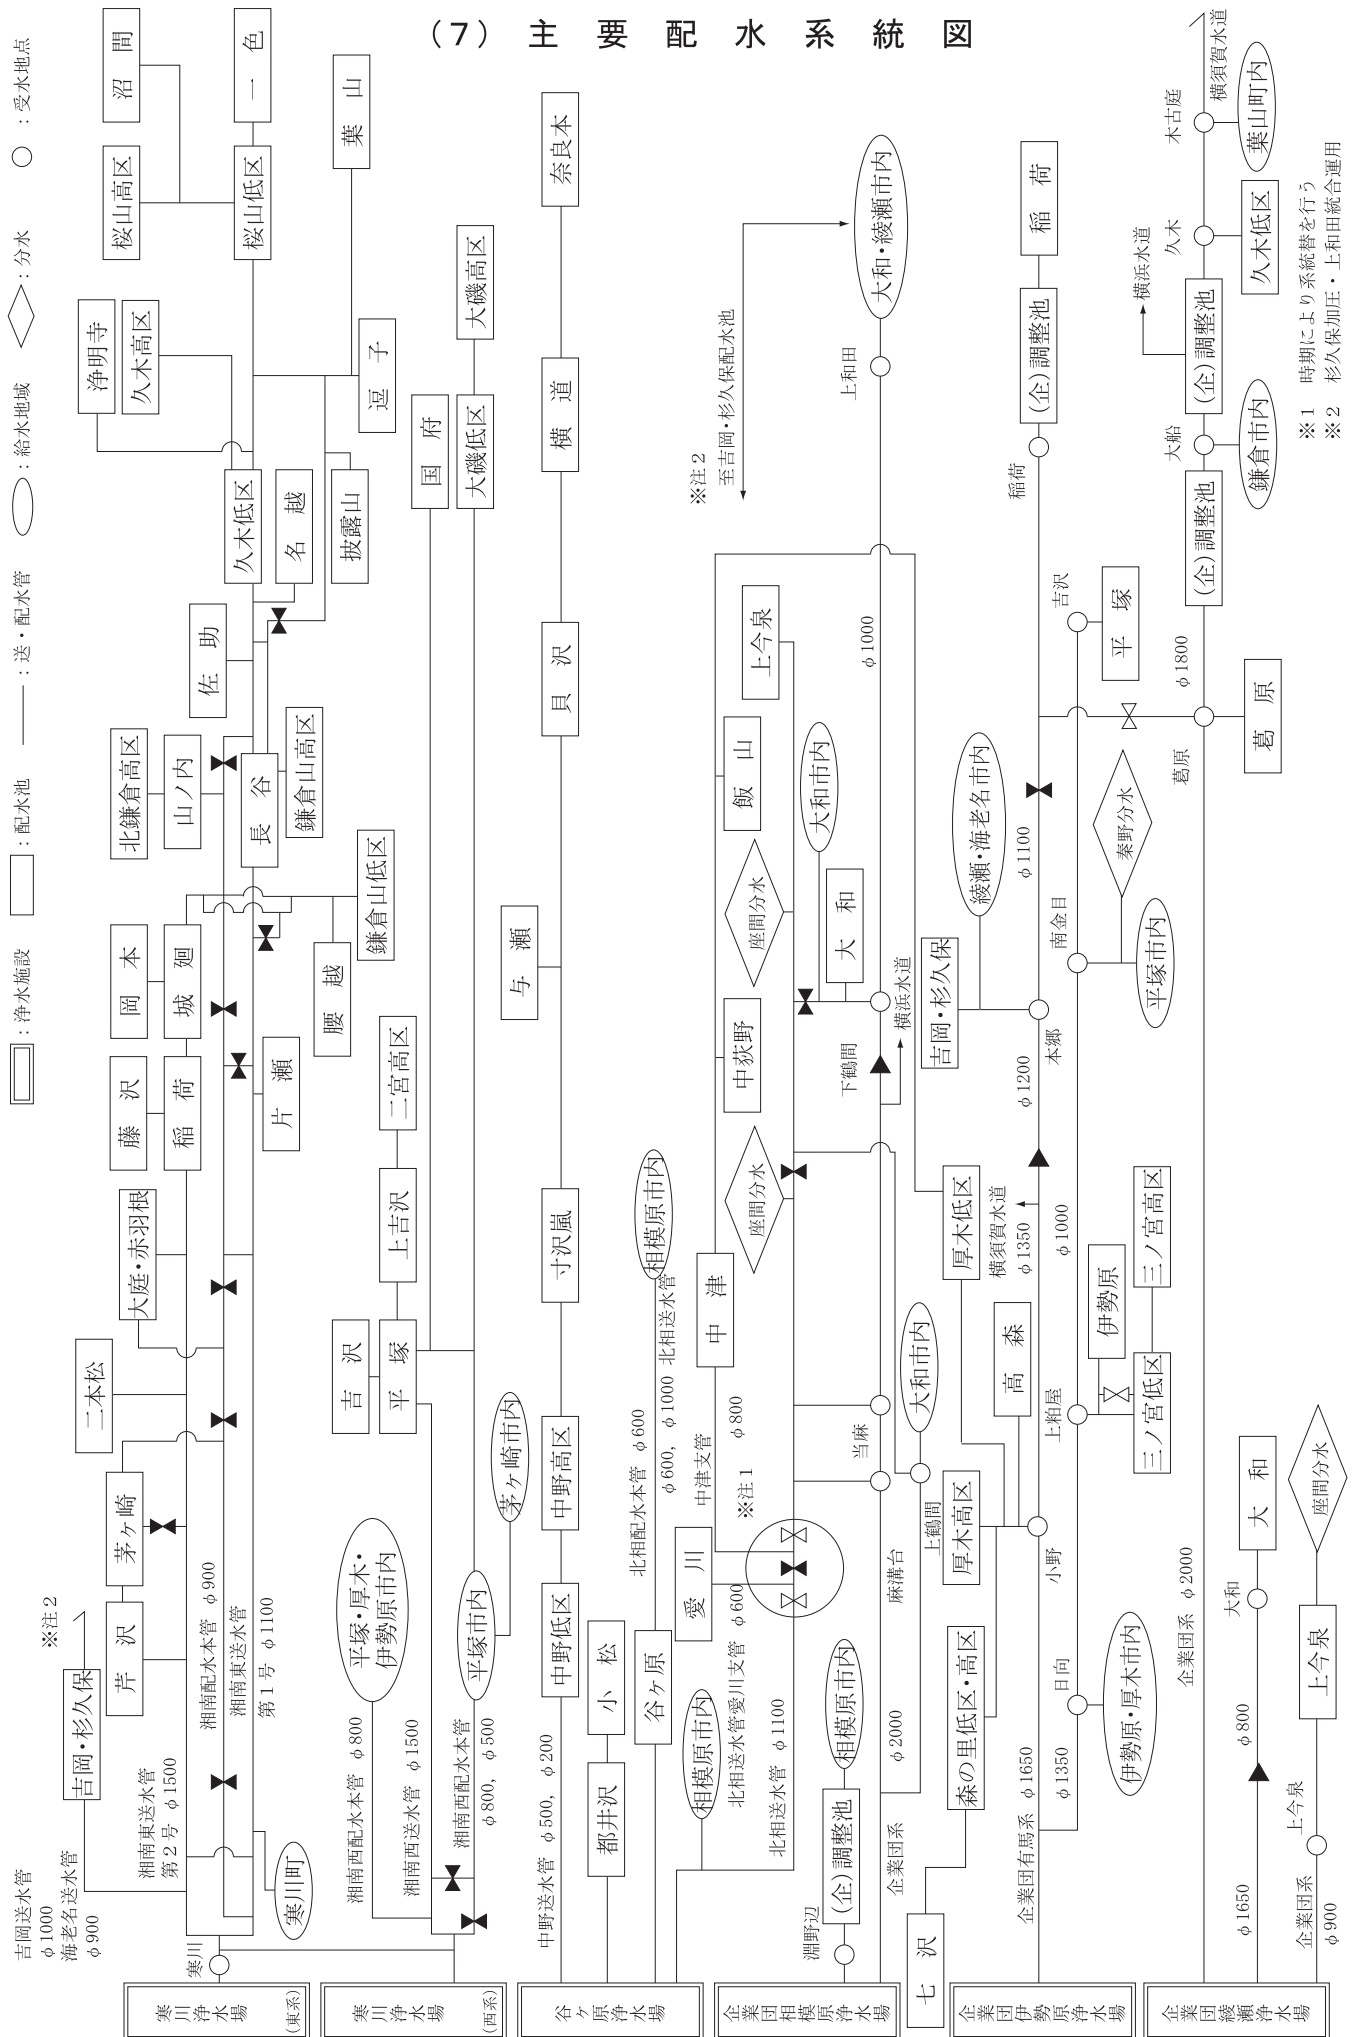 (7) 主要配水系統図
：浄水施設
：配水池
：送・配水管
：給水地域
：分水
：受水地点
寒川浄水場
(東系)
寒川
吉岡送水管
φ1000
海老名送水管
φ900
吉岡・杉久保
※注2
湘南東送水管
第2号 φ1500
湘南配水本管 φ900
湘南東送水管
第1号 φ1100
寒川町
芹沢
茅ヶ崎
二本松
大庭・赤羽根
藤沢
稲荷
岡本
城廻
片瀬
腰越
鎌倉山低区
北鎌倉高区
山ノ内
長谷
鎌倉山高区
佐助
久木低区
名越
披露山
浄明寺
久木高区
逗子
桜山高区
桜山低区
沼間
一色
葉山
寒川浄水場
(西系)
湘南西配水本管 φ800
湘南西送水管 φ1500
湘南西配水本管
φ800, φ500
平塚・厚木・
伊勢原市内
平塚市内
茅ヶ崎市内
吉沢
平塚
上吉沢
二宮高区
国府
大磯低区
大磯高区
谷ヶ原浄水場
中野送水管 φ500, φ200
中野低区
中野高区
寸沢嵐
与瀬
貝沢
横道
奈良本
都井沢
小松
谷ヶ原
北相配水本管 φ600
φ600, φ1000 北相送水管
相模原市内
相模原市内
北相送水管愛川支管 φ600
北相送水管 φ1100
愛川
※注1
中津支管 φ800
中津
座間分水
中荻野
座間分水
飯山
上今泉
大和市内
大和
企業団相模原浄水場
淵野辺
(企)調整池
相模原市内
企業団系 φ2000
麻溝台
当麻
上鶴間
大和市内
下鶴間
横浜水道
φ1000
上和田
大和・綾瀬市内
※注2
至吉岡・杉久保配水池
七沢
森の里低区・高区
厚木高区
厚木低区
高森
企業団伊勢原浄水場
企業団有馬系 φ1650
小野
横須賀水道
φ1350
φ1200
本郷
吉岡・杉久保
綾瀬・海老名市内
φ1100
稲荷
(企)調整池
稲荷
φ1350
日向
伊勢原・厚木市内
上粕屋
伊勢原
三ノ宮低区
三ノ宮高区
φ1000
南金目
秦野分水
平塚市内
吉沢
平塚
企業団綾瀬浄水場
企業団系 φ2000
葛原
葛原
φ1800
(企)調整池
大船
鎌倉市内
(企)調整池
横浜水道
久木
久木低区
木古庭
葉山町内
横須賀水道
φ1650
φ800
大和
大和
企業団系
φ900
上今泉
上今泉
座間分水
※1 時期により系統替を行う
※2 杉久保加圧・上和田統合運用